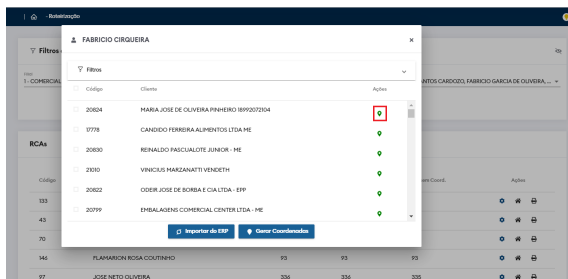 - Roteirização
FABRICIO CIRQUEIRA
×
Filtros
Filtros
- COMERCIAL
ANTOS CARDOZO, FABRICIO GARCIA DE OLIVEIRA, ...
Código Cliente Ações
20824 MARIA JOSE DE OLIVEIRA PINHEIRO 18992072104
17778 CANDIDO FERREIRA ALIMENTOS LTDA ME
RCAs
20830 REINALDO PASCUALOTE JUNIOR - ME
21010 VINICIUS MARZANATTI VENDETH
Código Coord. Ações
20822 ODEIR JOSE DE BORBA E CIA LTDA - EPP
133
20799 EMBALAGENS COMERCIAL CENTER LTDA - ME
43
Importar do ERP Gerar Coordenadas
70
146 FLAMARION ROSA COUTINHO 93 93 93
97 JOSE NETO OLIVEIRA 336 336 335